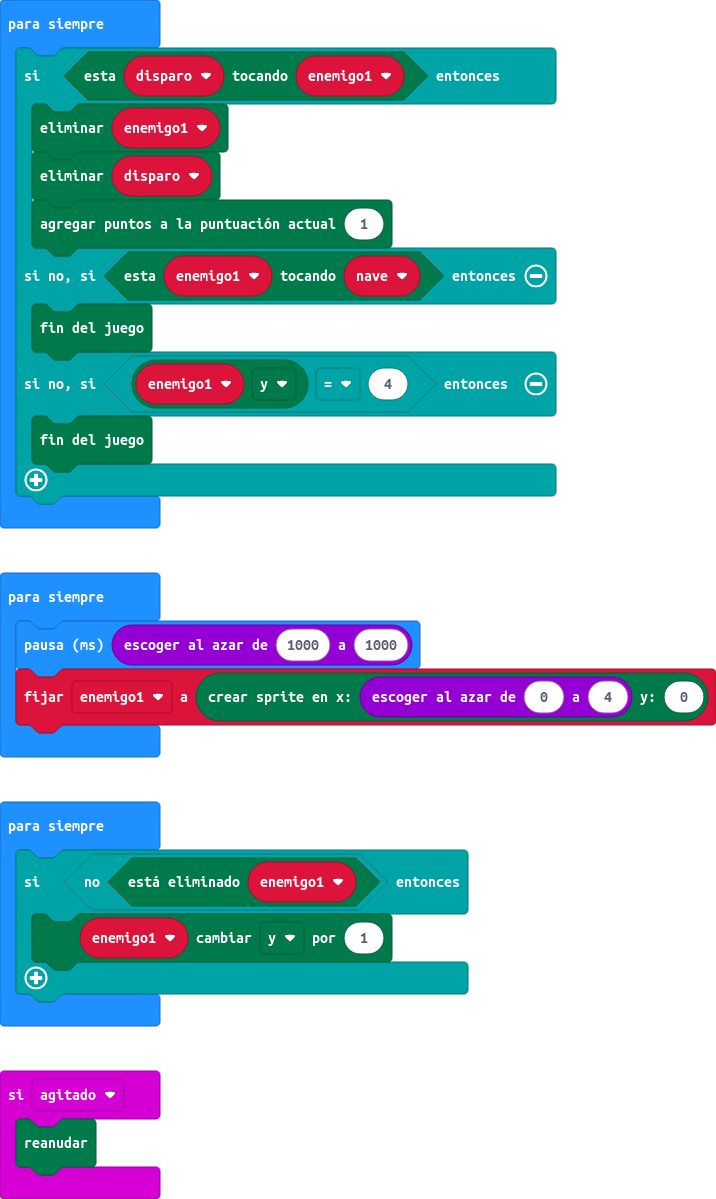 para siempre
si esta disparo tocando enemigo1 entonces
eliminar enemigo1
eliminar disparo
agregar puntos a la puntuación actual 1
si no, si esta enemigo1 tocando nave entonces
fin del juego
si no, si enemigo1 y = 4 entonces
fin del juego
para siempre
pausa (ms) escoger al azar de 1000 a 1000
fijar enemigo1 a crear sprite en x: escoger al azar de 0 a 4 y: 0
para siempre
si no está eliminado enemigo1 entonces
enemigo1 cambiar y por 1
si agitado
reanudar